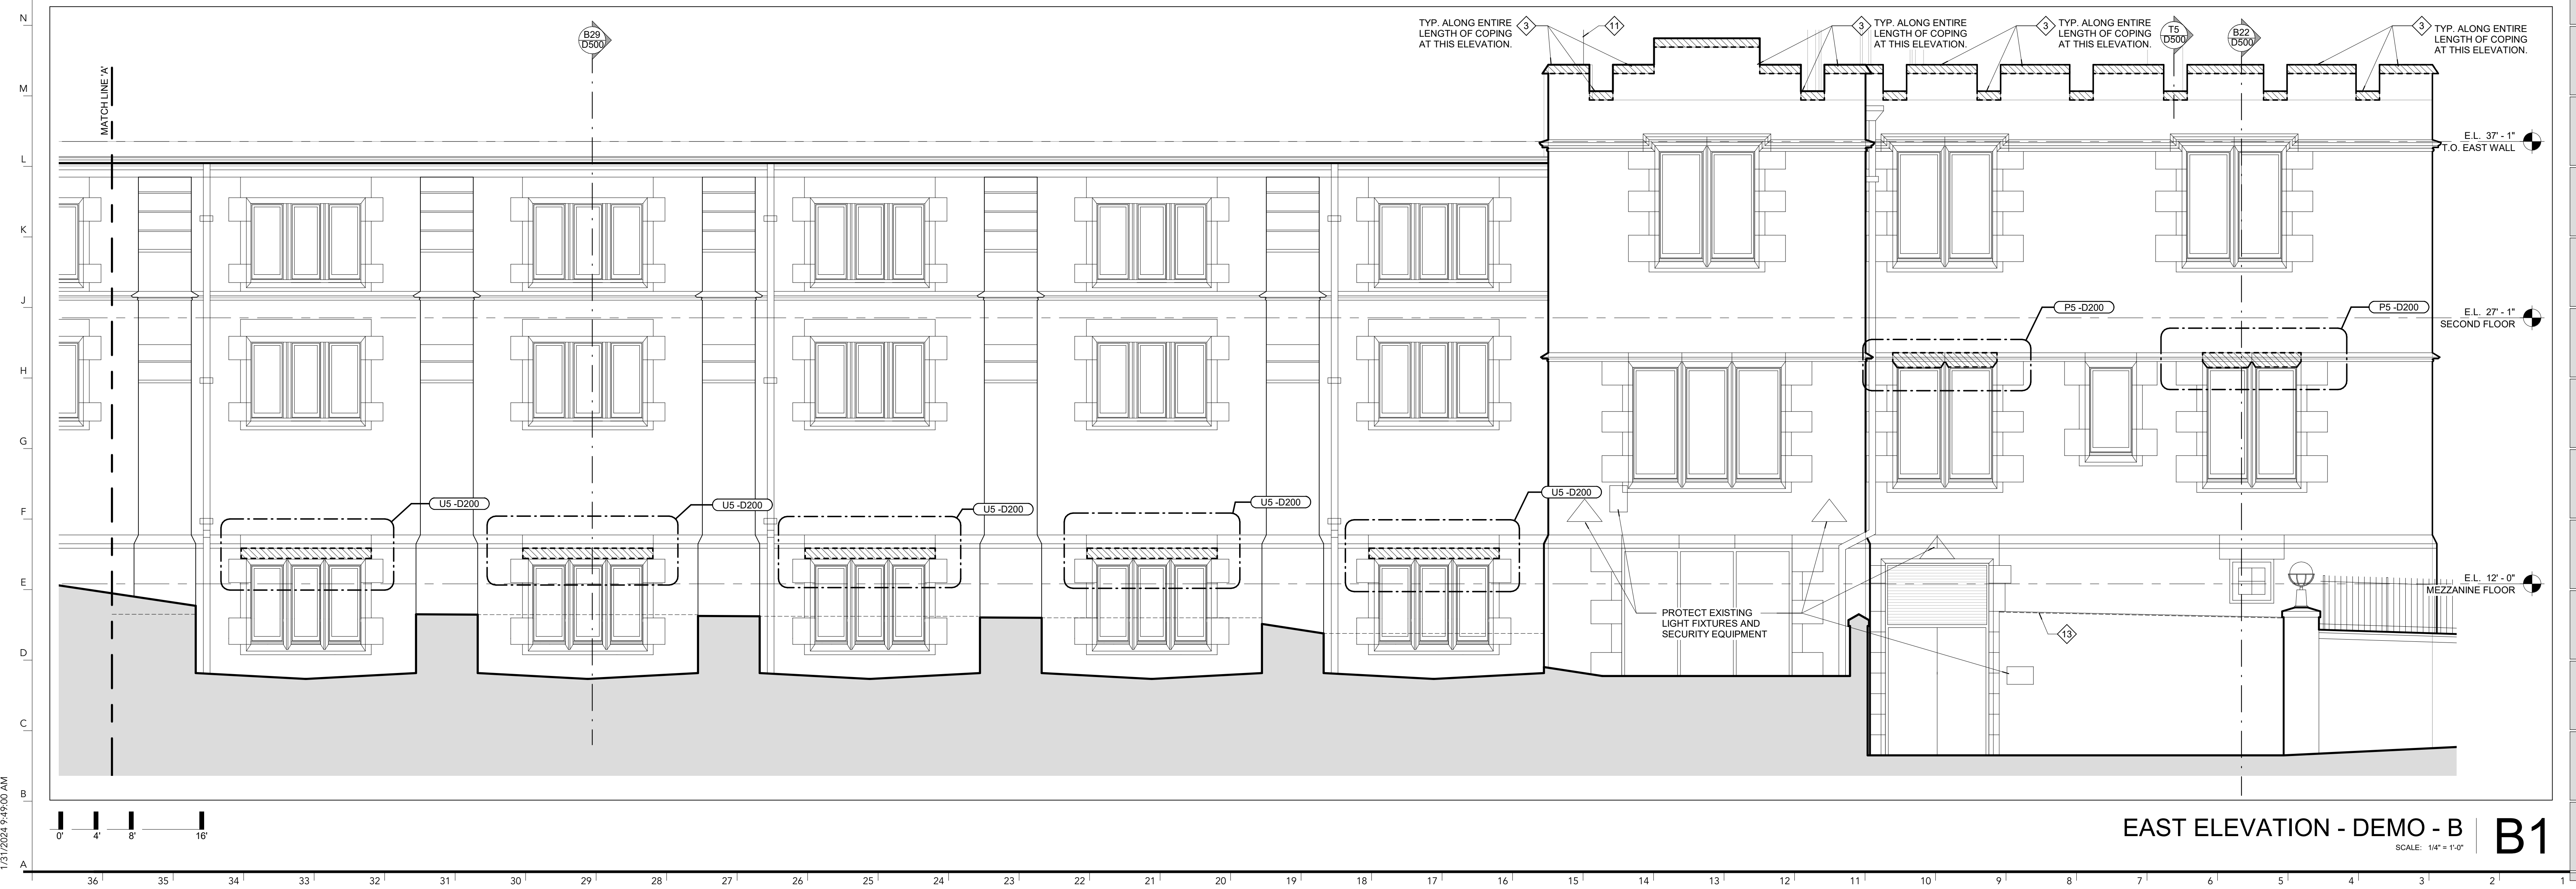 N
M
L
K
J
H
G
F
E
D
C
B
A
1/31/2024 9:49:00 AM
MATCH LINE 'A'
B29
D500
TYP. ALONG ENTIRE
LENGTH OF COPING
AT THIS ELEVATION.
3
11
3
TYP. ALONG ENTIRE
LENGTH OF COPING
AT THIS ELEVATION.
3
TYP. ALONG ENTIRE
LENGTH OF COPING
AT THIS ELEVATION.
T5
D500
B22
D500
3
TYP. ALONG ENTIRE
LENGTH OF COPING
AT THIS ELEVATION.
E.L. 37' - 1"
T.O. EAST WALL
P5 -D200
P5 -D200
E.L. 27' - 1"
SECOND FLOOR
U5 -D200
U5 -D200
U5 -D200
U5 -D200
U5 -D200
E.L. 12' - 0"
MEZZANINE FLOOR
PROTECT EXISTING
LIGHT FIXTURES AND
SECURITY EQUIPMENT
13
0' 4' 8' 16'
EAST ELEVATION - DEMO - B
SCALE: 1/4" = 1'-0"
B1
36 35 34 33 32 31 30 29 28 27 26 25 24 23 22 21 20 19 18 17 16 15 14 13 12 11 10 9 8 7 6 5 4 3 2 1